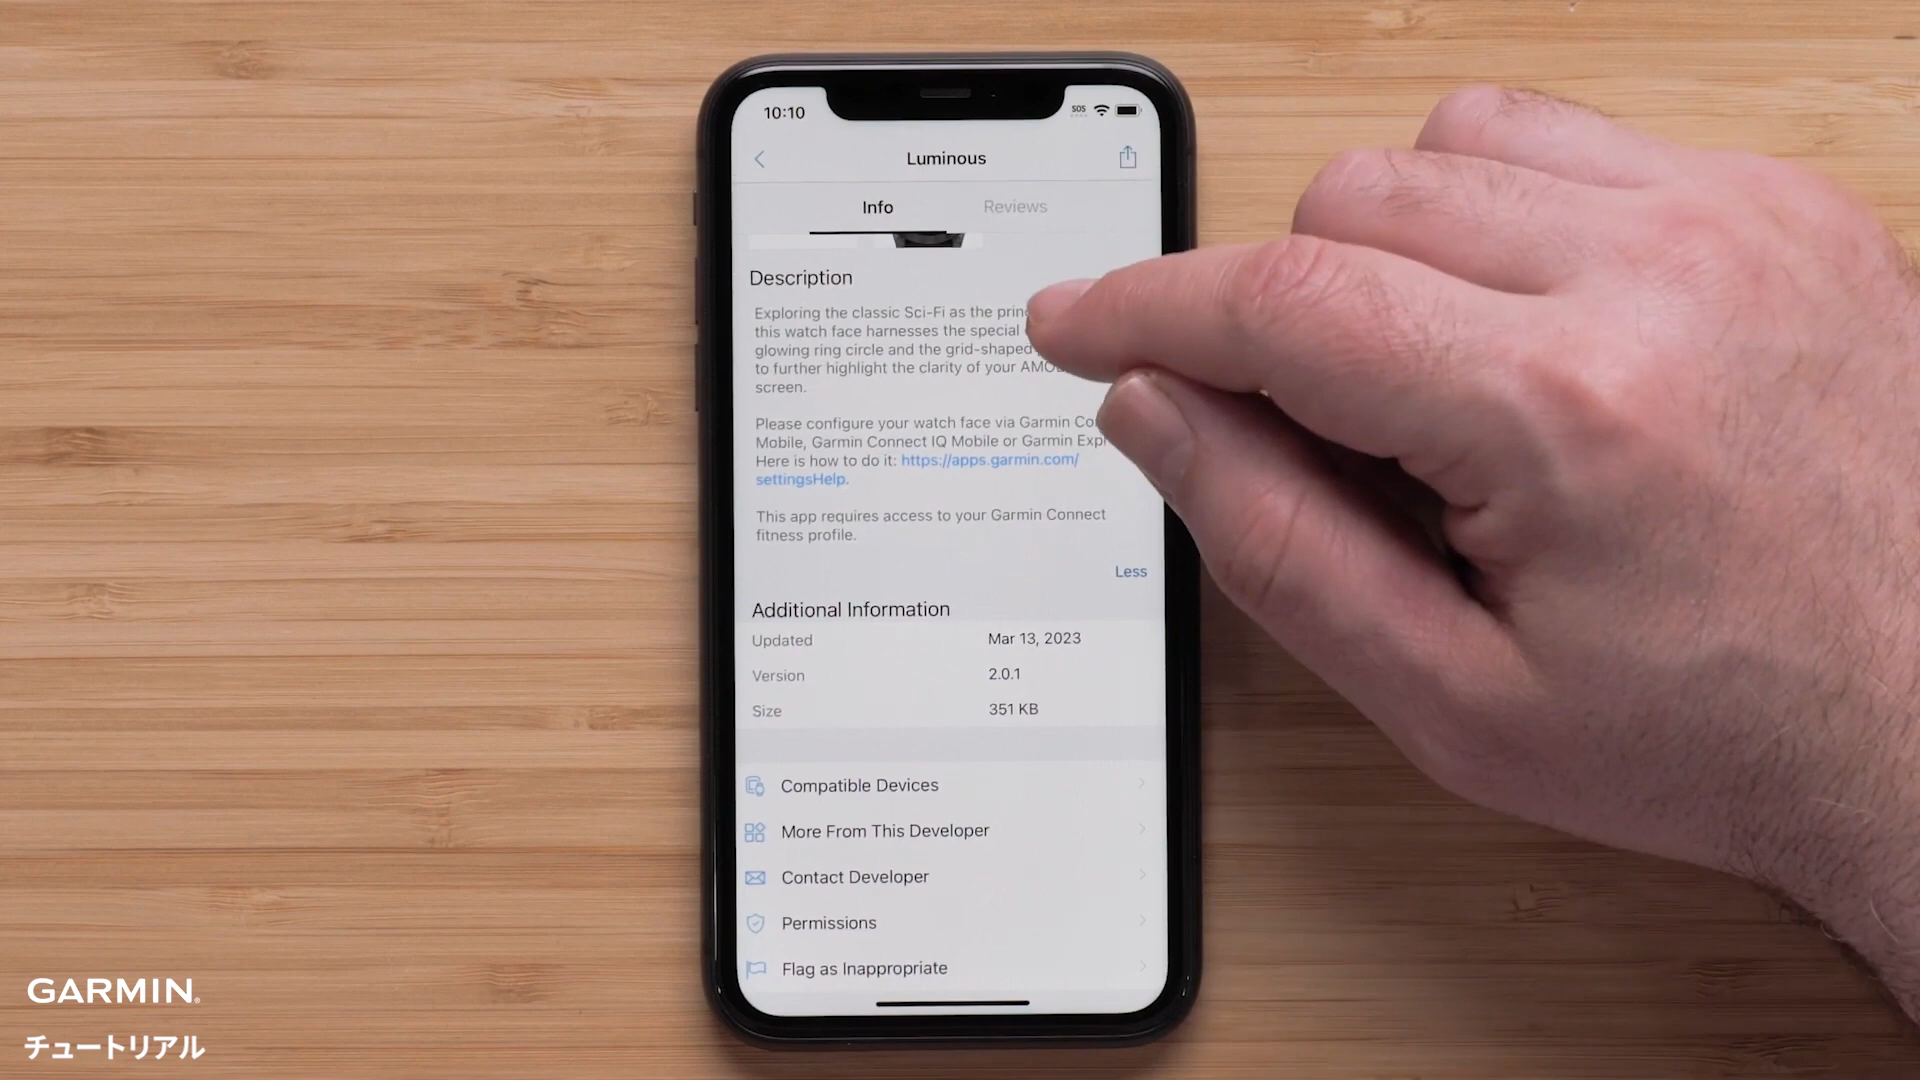 10:10
SOS
Luminous
Info
Reviews
Description
Exploring the classic Sci-Fi as the
this watch face harnesses the special
glowing ring circle and the grid-shaped
to further highlight the clarity of your
screen.
Please configure your watch face via Garmin
Mobile, Garmin Connect IQ Mobile or Garmin
Here is how to do it: https://apps.garmin.com/
settingsHelp.
This app requires access to your Garmin Connect
fitness profile.
Less
Additional Information
Updated Mar 13, 2023
Version 2.0.1
Size 351 KB
Compatible Devices
More From This Developer
Contact Developer
Permissions
Flag as Inappropriate
GARMIN®
チュートリアル